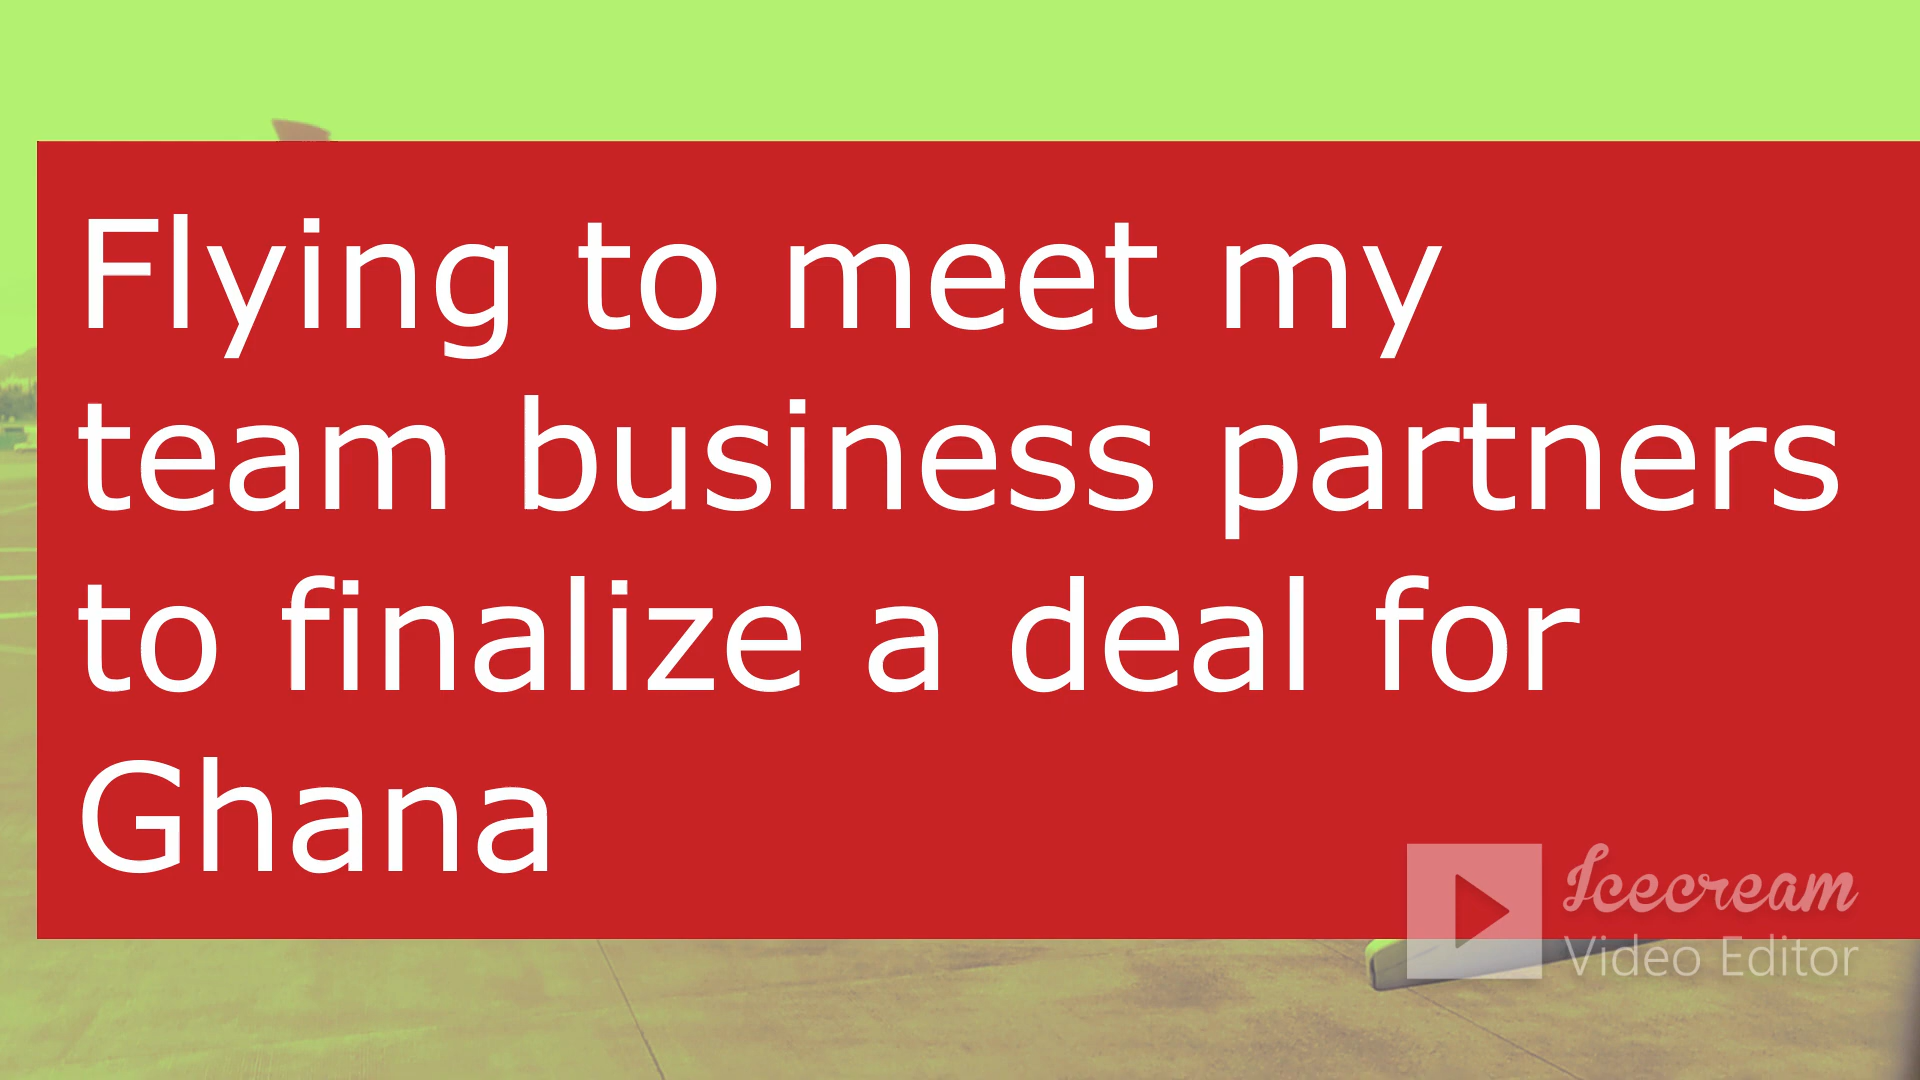 Flying to meet my
team business partners
to finalize a deal for
Ghana
Icecream
Video Editor